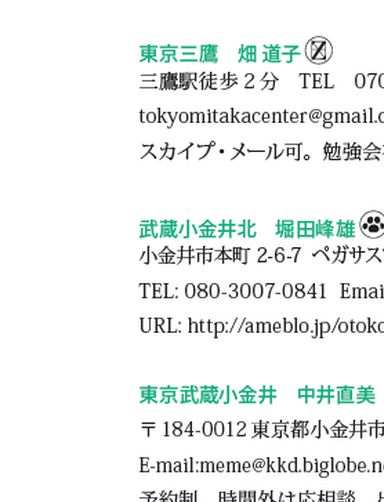 東京三鷹　畑 道子
三鷹駅徒歩 2 分　TEL　070
tokyomitakacenter@gmail.c
スカイプ・メール可。勉強会
武蔵小金井北　堀田峰雄
小金井市本町 2-6-7 ペガサス
TEL: 080-3007-0841 Emai
URL: http://ameblo.jp/otoko
東京武蔵小金井　中井直美
〒184-0012 東京都小金井市
E-mail:meme@kkd.biglobe.n
予約制　時間外は応相談